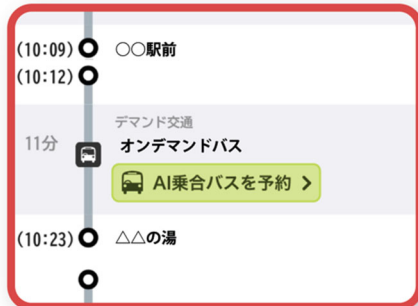 (10:09) ○○駅前
(10:12)
デマンド交通
11分 オンデマンドバス
AI乗合バスを予約 >
(10:23) △△の湯